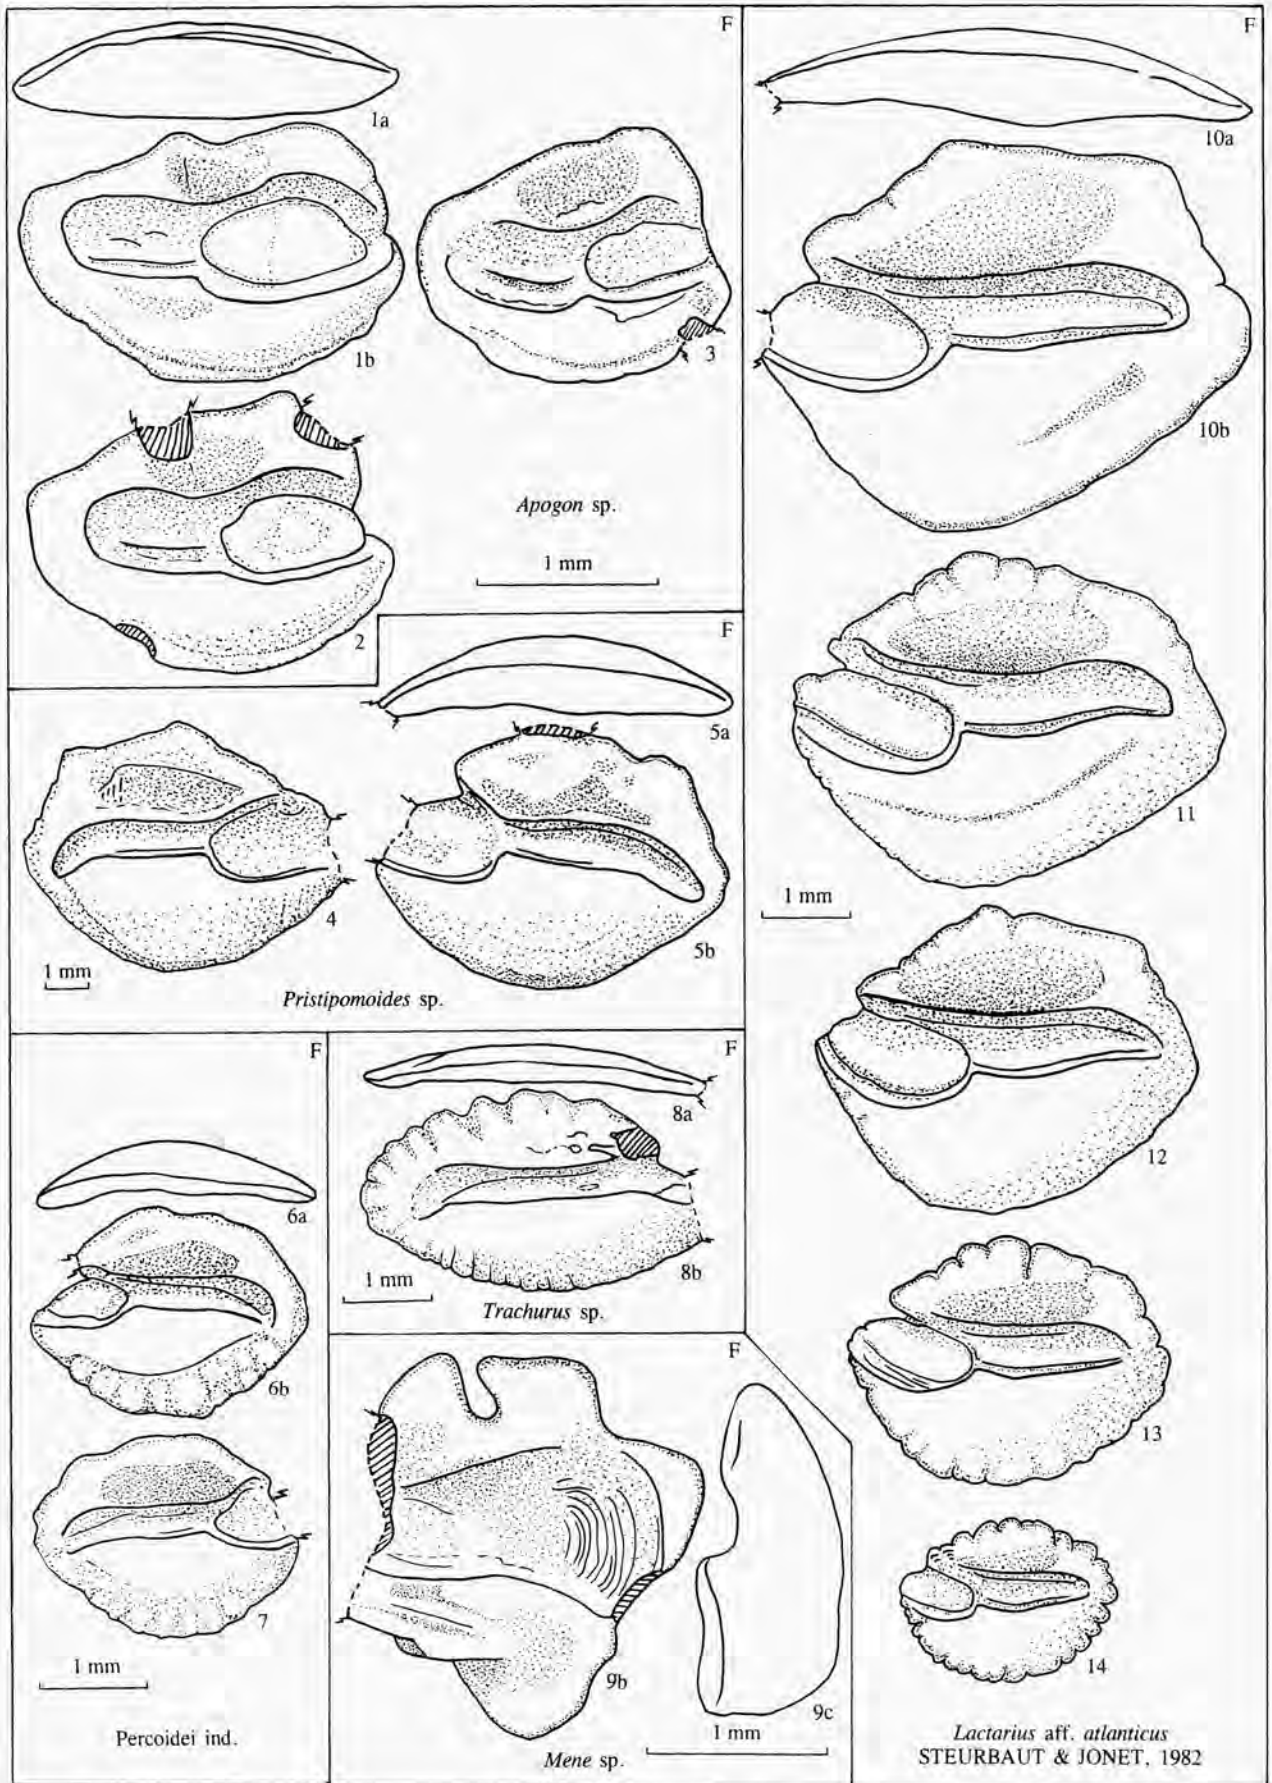 F
1a
1b
2
3
Apogon sp.
1 mm
F
4
5a
5b
1 mm
Pristipomoides sp.
F
6a
6b
7
1 mm
Percoidei ind.
F
8a
8b
1 mm
Trachurus sp.
F
9b
9c
1 mm
Mene sp.
F
10a
10b
11
1 mm
12
13
14
Lactarius aff. atlanticus
STEURBAUT & JONET, 1982